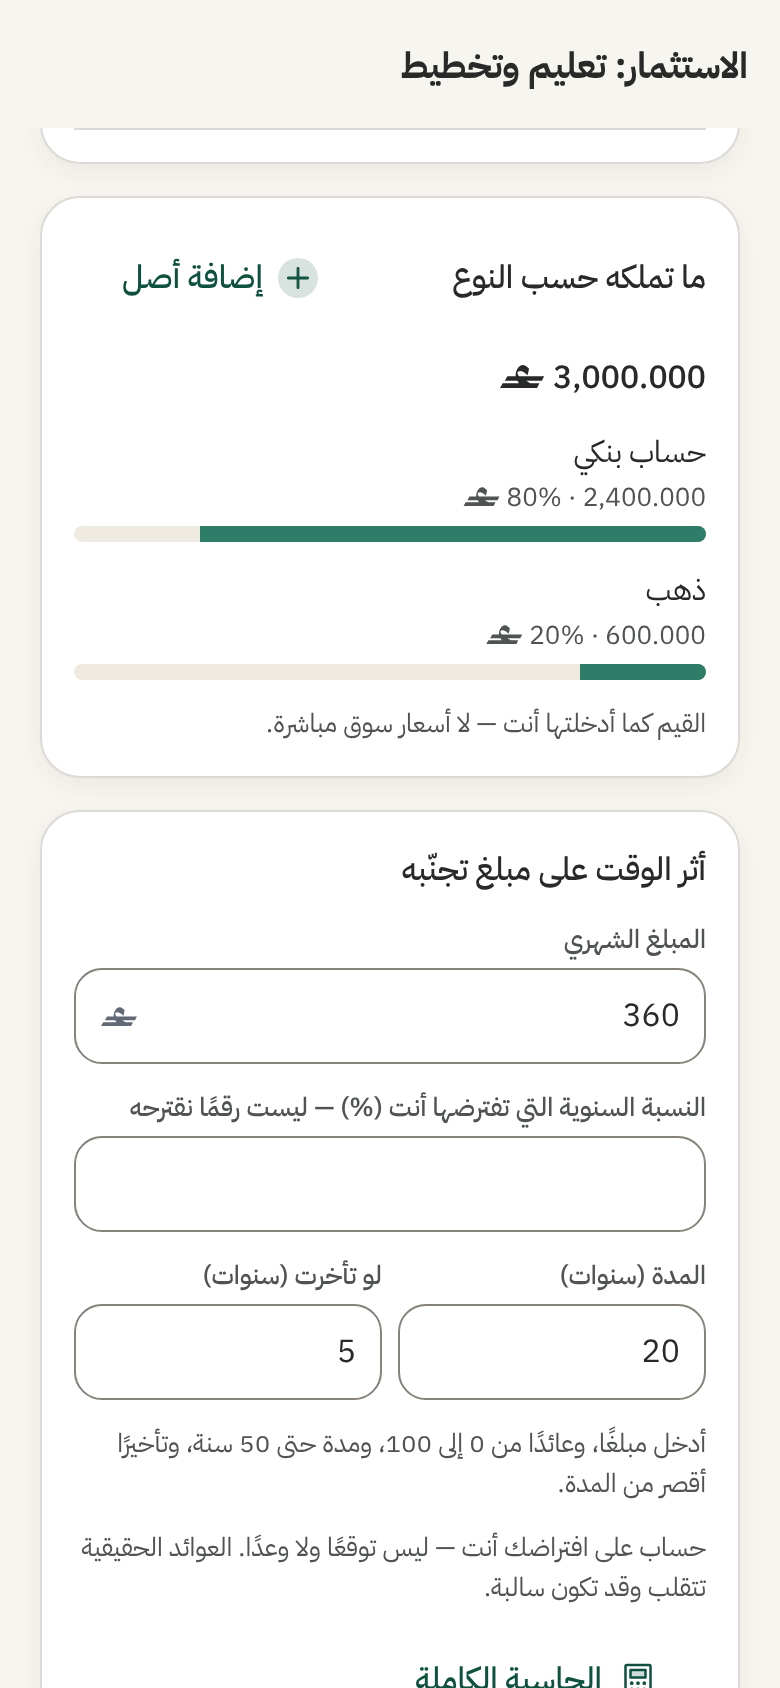 الاستثمار: تعليم وتخطيط
ما تملكه حسب النوع
إضافة أصل
3,000.000
حساب بنكي
2,400.000 · 80%
ذهب
600.000 · 20%
القيم كما أدخلتها أنت — لا أسعار سوق مباشرة.
أثر الوقت على مبلغ تجنّبه
المبلغ الشهري
360
النسبة السنوية التي تفترضها أنت (%) — ليست رقمًا نقترحه
المدة (سنوات)
لو تأخرت (سنوات)
20
5
أدخل مبلغًا، وعائدًا من 0 إلى 100، ومدة حتى 50 سنة، وتأخيرًا
أقصر من المدة.
حساب على افتراضك أنت — ليس توقعًا ولا وعدًا. العوائد الحقيقية
تتقلب وقد تكون سالبة.
الحاسبة الكاملة